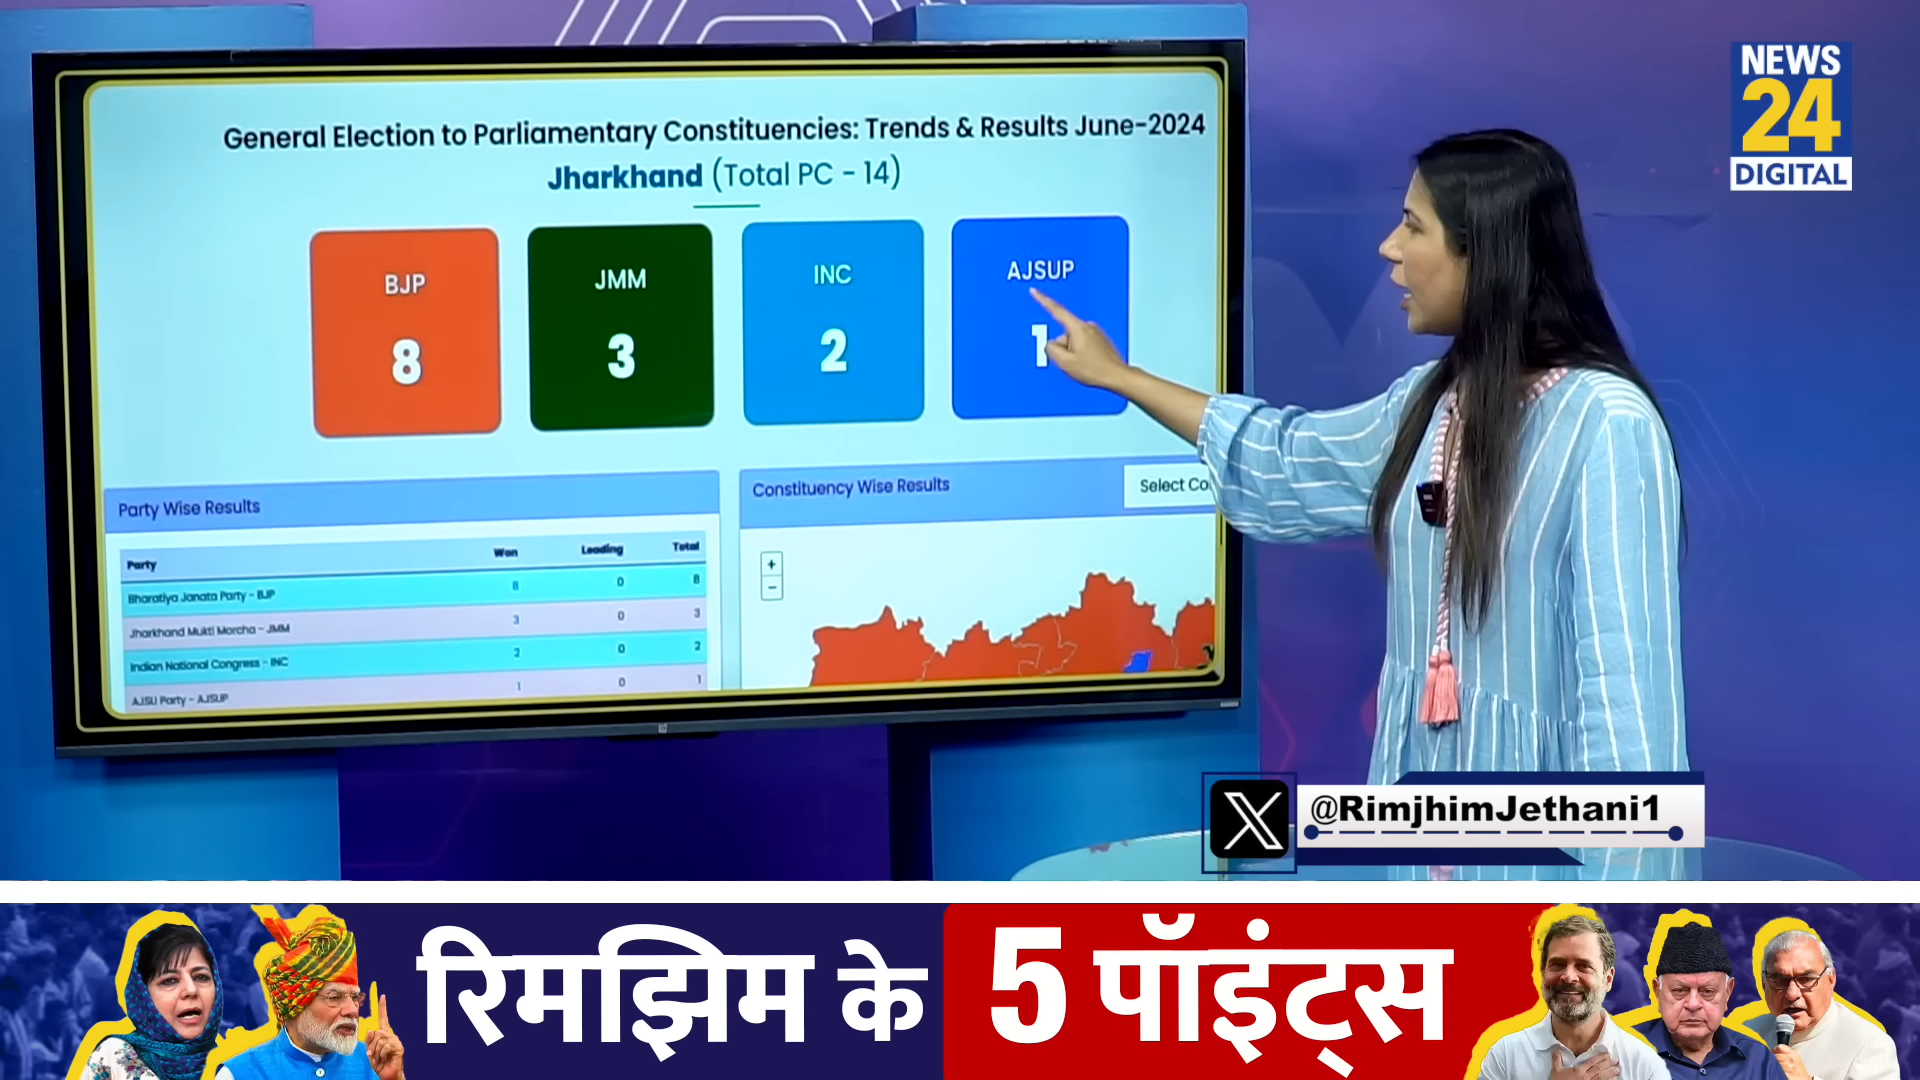 NEWS
24
DIGITAL
General Election to Parliamentary Constituencies: Trends & Results June-2024
Jharkhand (Total PC - 14)
BJP
8
JMM
3
INC
2
AJSUP
1
Party Wise Results
Party Won Leading Total
Bharatiya Janata Party - BJP 8 0 8
Jharkhand Mukti Morcha - JMM 3 0 3
Indian National Congress - INC 2 0 2
AJSU Party - AJSUP 1 0 1
Constituency Wise Results
Select Co
+
−
@RimjhimJethani1
रिमझिम के 5 पॉइंट्स